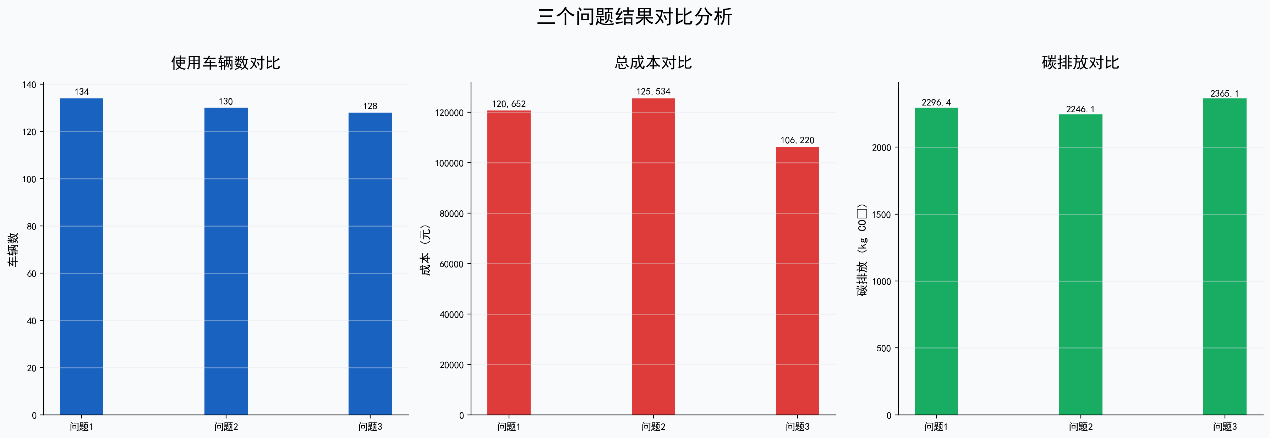 三个问题结果对比分析
使用车辆数对比
134
130
128
140
120
100
80
60
40
20
0
车辆数
问题1
问题2
问题3
总成本对比
120,652
125,534
106,220
120000
100000
80000
60000
40000
20000
0
成本 (元)
问题1
问题2
问题3
碳排放对比
2296.4
2246.1
2365.1
2000
1500
1000
500
0
碳排放 (kg CO□)
问题1
问题2
问题3